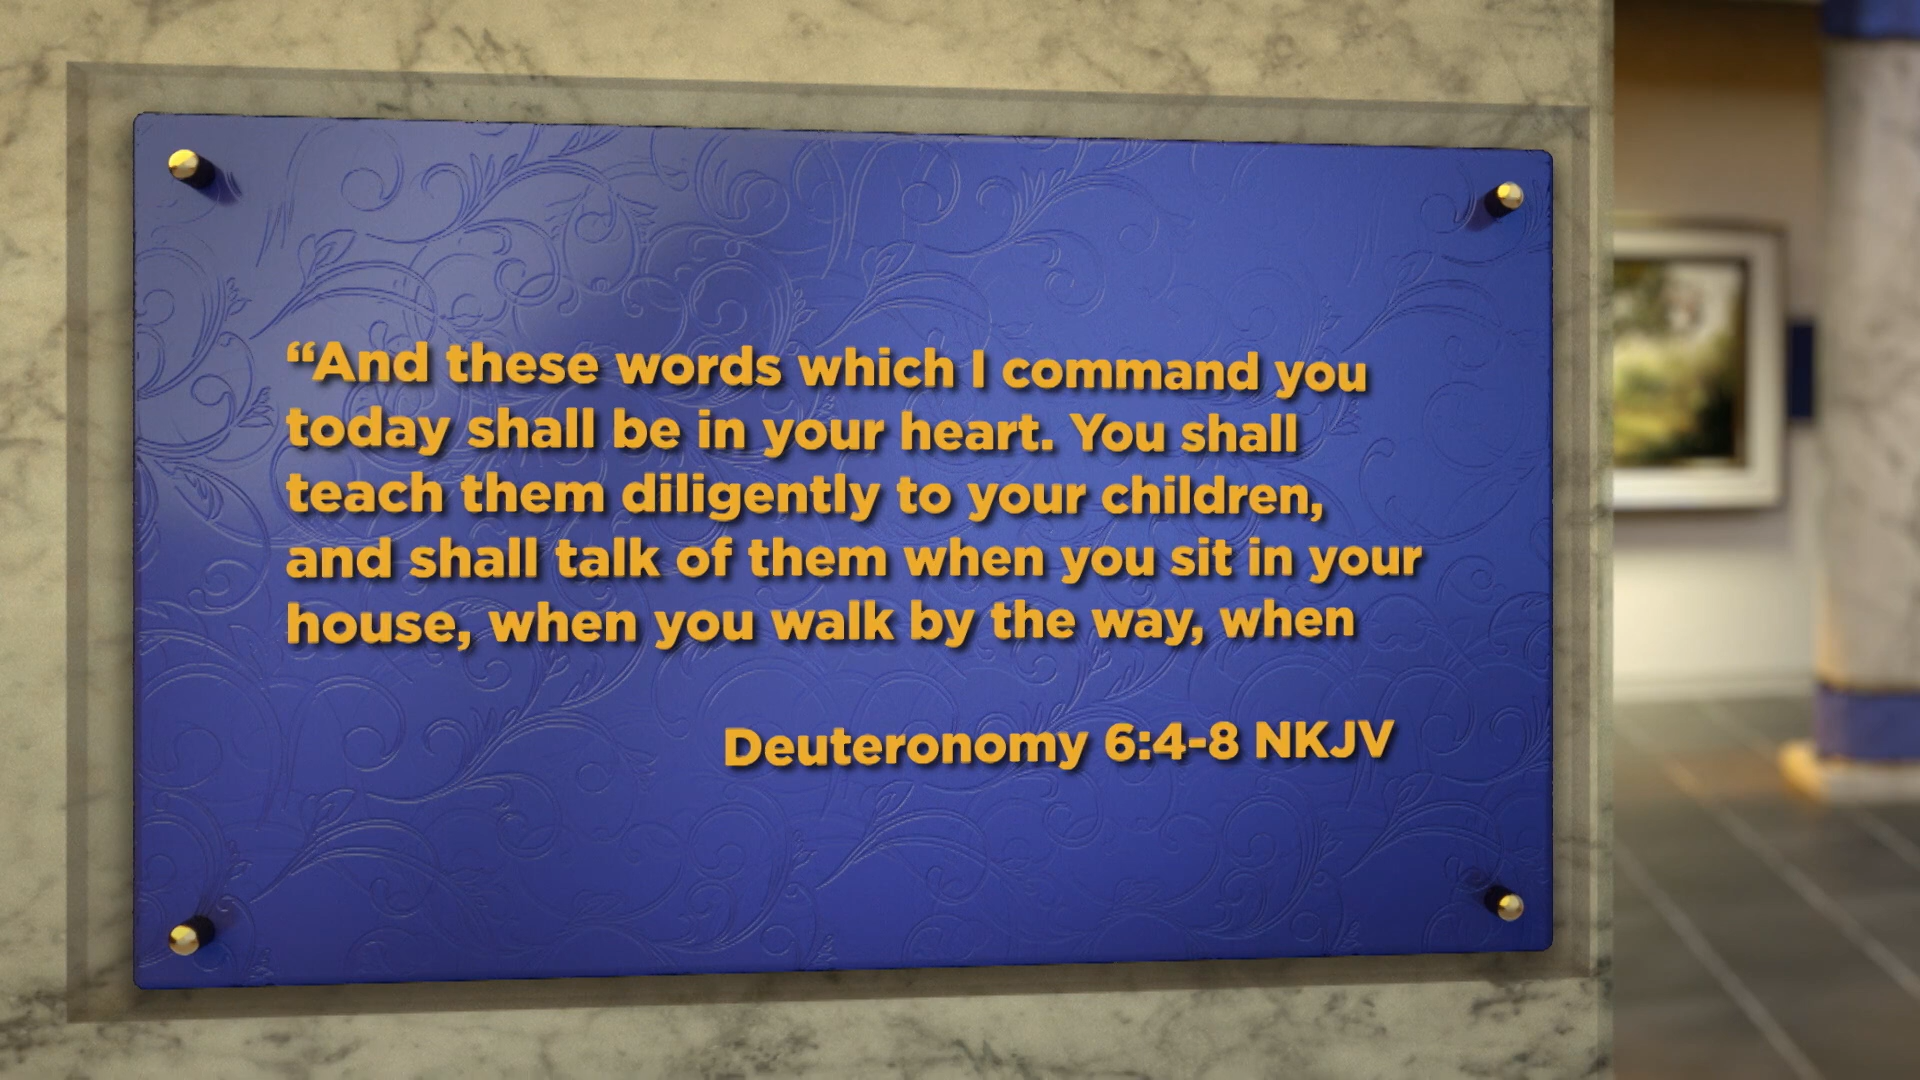 “And these words which I command you
today shall be in your heart. You shall
teach them diligently to your children,
and shall talk of them when you sit in your
house, when you walk by the way, when
Deuteronomy 6:4-8 NKJV